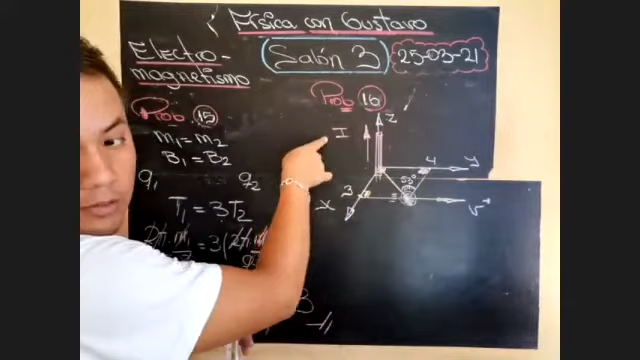 Física con Gustavo
Electro-
magnetismo
Salón 3
25-03-21
Prob 15
m₁ = m₂
B₁ = B₂
q₁ q₂
T₁ = 3T₂
Prob 16
I
z
4
y
53°
3
x
v